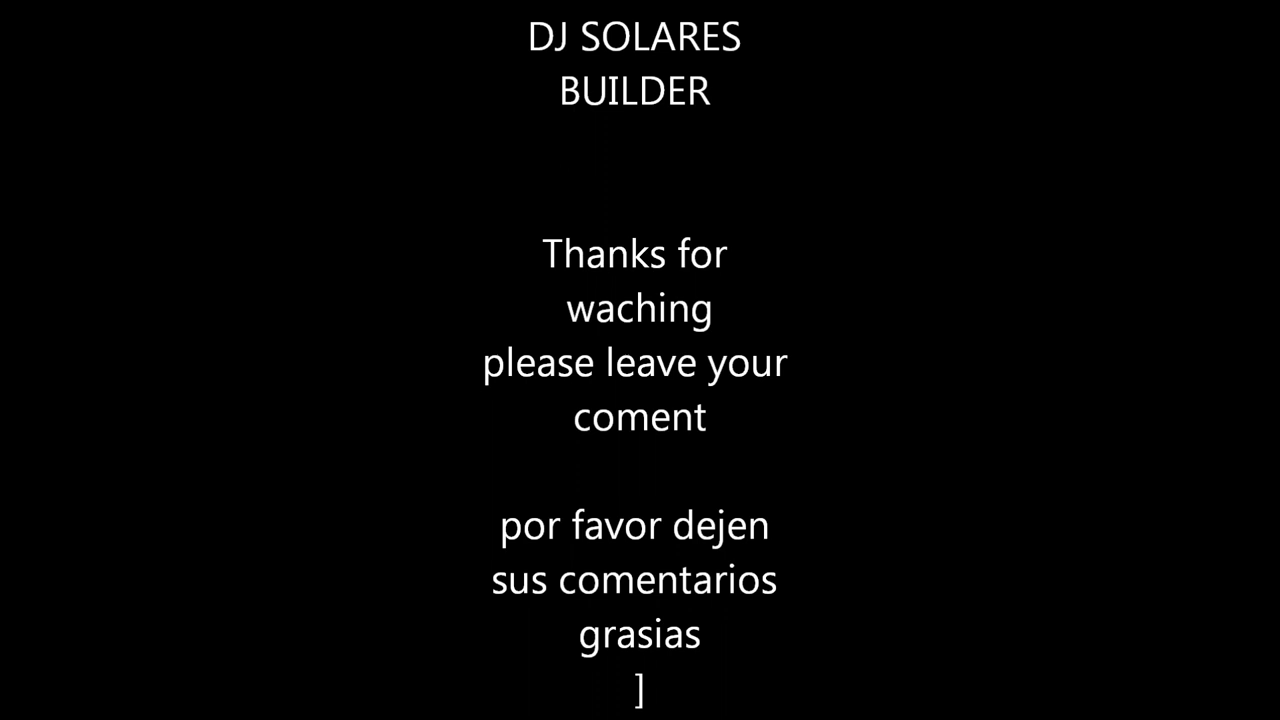 DJ SOLARES
BUILDER
Thanks for
waching
please leave your
coment
por favor dejen
sus comentarios
grasias
]